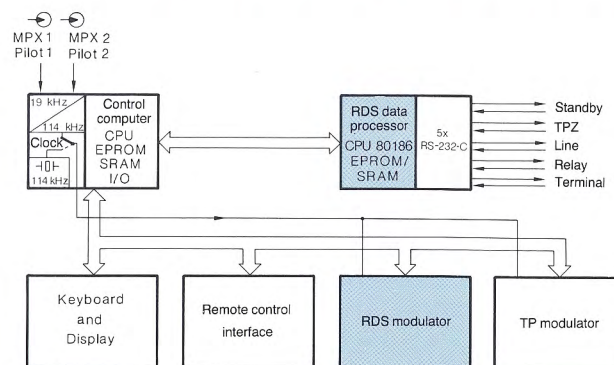 MPX 1
Pilot 1
MPX 2
Pilot 2
19 kHz
114 kHz
Clock
114 kHz
Control
computer
CPU
EPROM
SRAM
I/O
RDS data
processor
CPU 80186
EPROM/
SRAM
5x
RS-232-C
Standby
TPZ
Line
Relay
Terminal
Keyboard
and
Display
Remote control
interface
RDS modulator
TP modulator